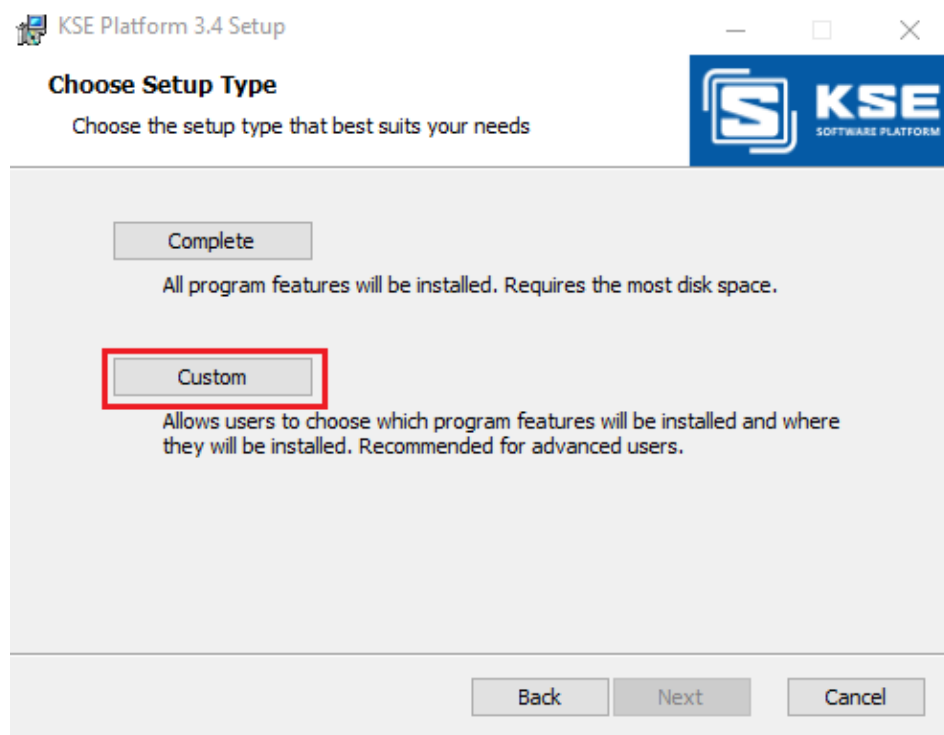 KSE Platform 3.4 Setup
Choose Setup Type
Choose the setup type that best suits your needs
S KSE
SOFTWARE PLATFORM
Complete
All program features will be installed. Requires the most disk space.
Custom
Allows users to choose which program features will be installed and where
they will be installed. Recommended for advanced users.
Back Next Cancel